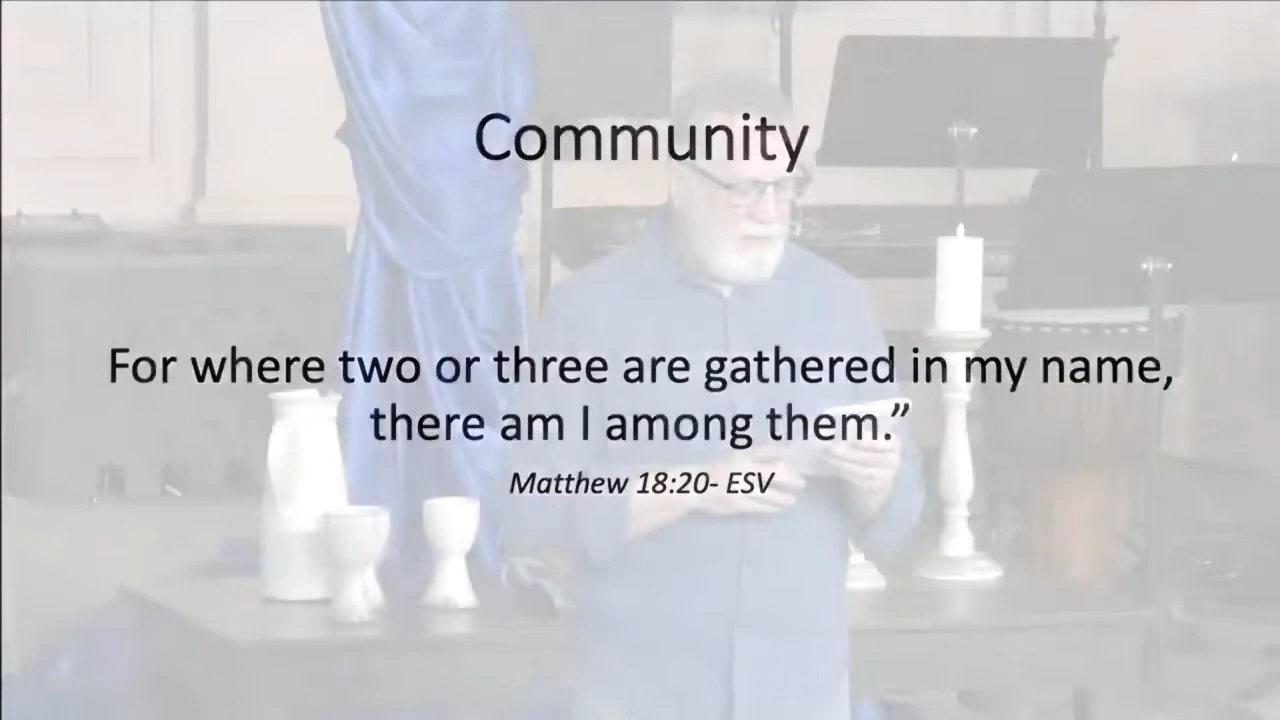 Community
For where two or three are gathered in my name,
there am I among them.”
Matthew 18:20- ESV